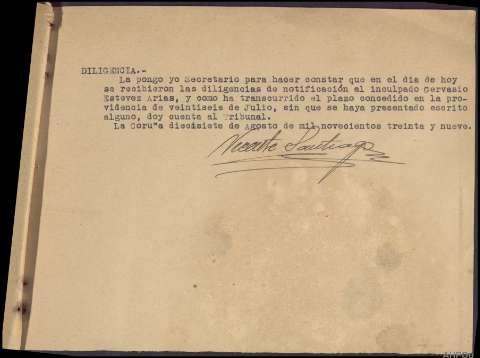 DILIGENCIA.-
La pongo yo Secretario para hacer constar que en el dia de hoy
se recibieron las diligencias de notificación al inculpado Gervasio
Estevez Arias, y como ha transcurrido el plazo concedido en la pro-
videncia de veintiseis de Julio, sin que se haya presentado escrito
alguno, doy cuenta al Tribunal.
La Coruña diecisiete de Agosto de mil novecientos treinta y nueve.
Vicente Santiago